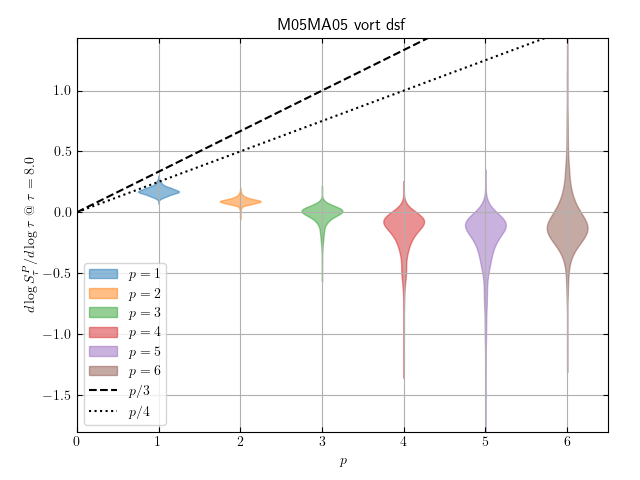 M05MA05 vort dsf
d log S_τ^P / d log τ @ τ = 8.0
1.0
0.5
0.0
−0.5
−1.0
−1.5
p = 1
p = 2
p = 3
p = 4
p = 5
p = 6
p/3
p/4
0 1 2 3 4 5 6
p